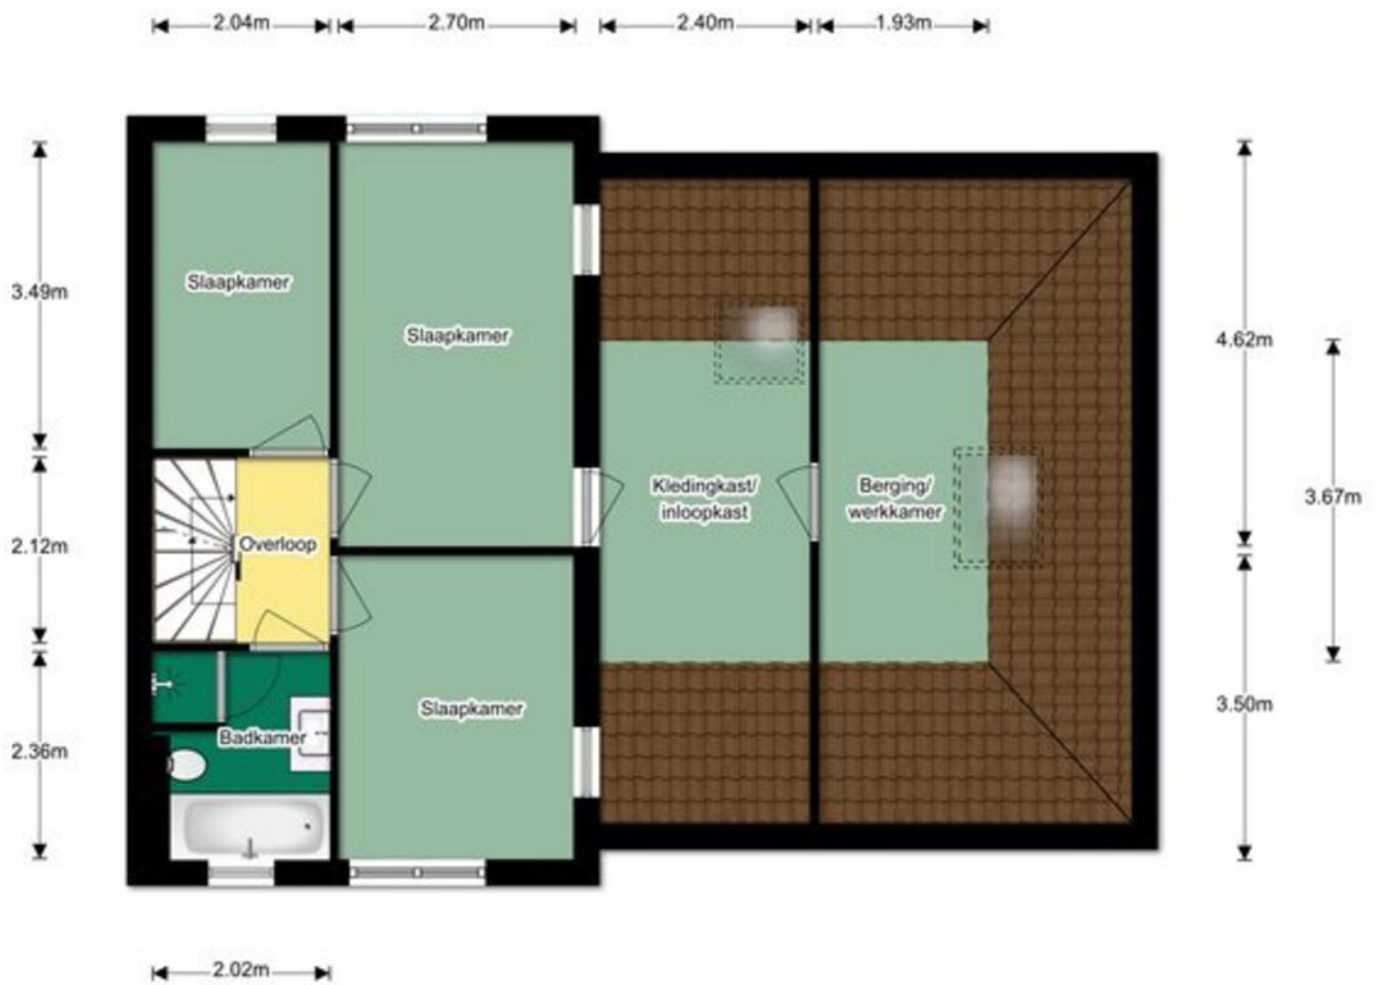 2.04m
2.70m
2.40m
1.93m
3.49m
2.12m
2.36m
Slaapkamer
Slaapkamer
Overloop
Kledingkast/
inloopkast
Berging/
werkkamer
Slaapkamer
Badkamer
4.62m
3.67m
3.50m
2.02m